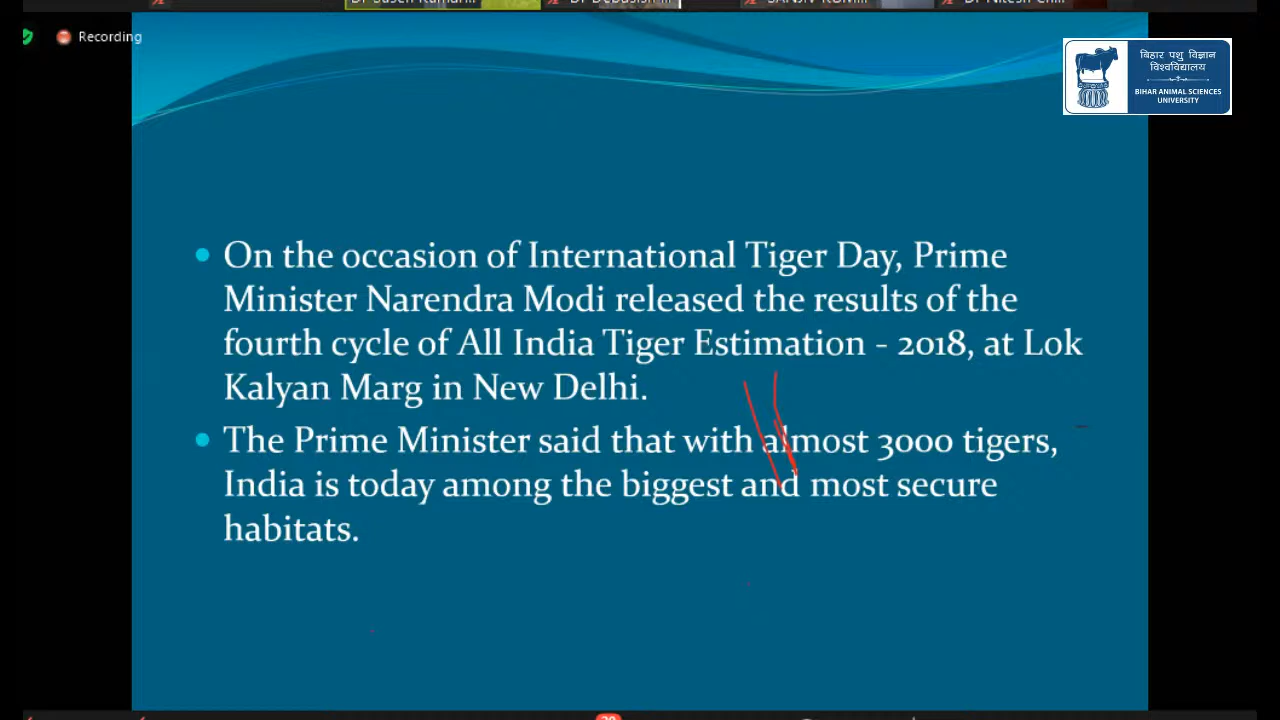 Recording
बिहार पशु विज्ञान
विश्वविद्यालय
BIHAR ANIMAL SCIENCES
UNIVERSITY
• On the occasion of International Tiger Day, Prime
Minister Narendra Modi released the results of the
fourth cycle of All India Tiger Estimation - 2018, at Lok
Kalyan Marg in New Delhi.
• The Prime Minister said that with almost 3000 tigers,
India is today among the biggest and most secure
habitats.